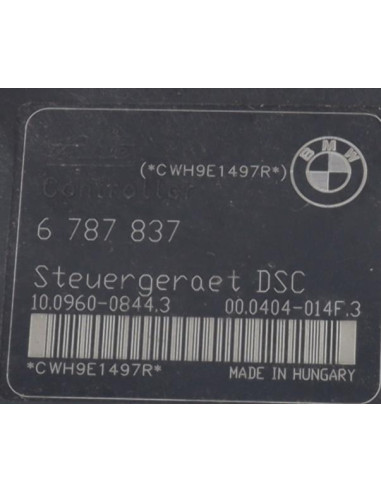 (*CWH9E1497R*)
BMW
Controller
6 787 837
Steuergeraet DSC
10.0960-0844.3 00.0404-014F.3
*CWH9E1497R* MADE IN HUNGARY